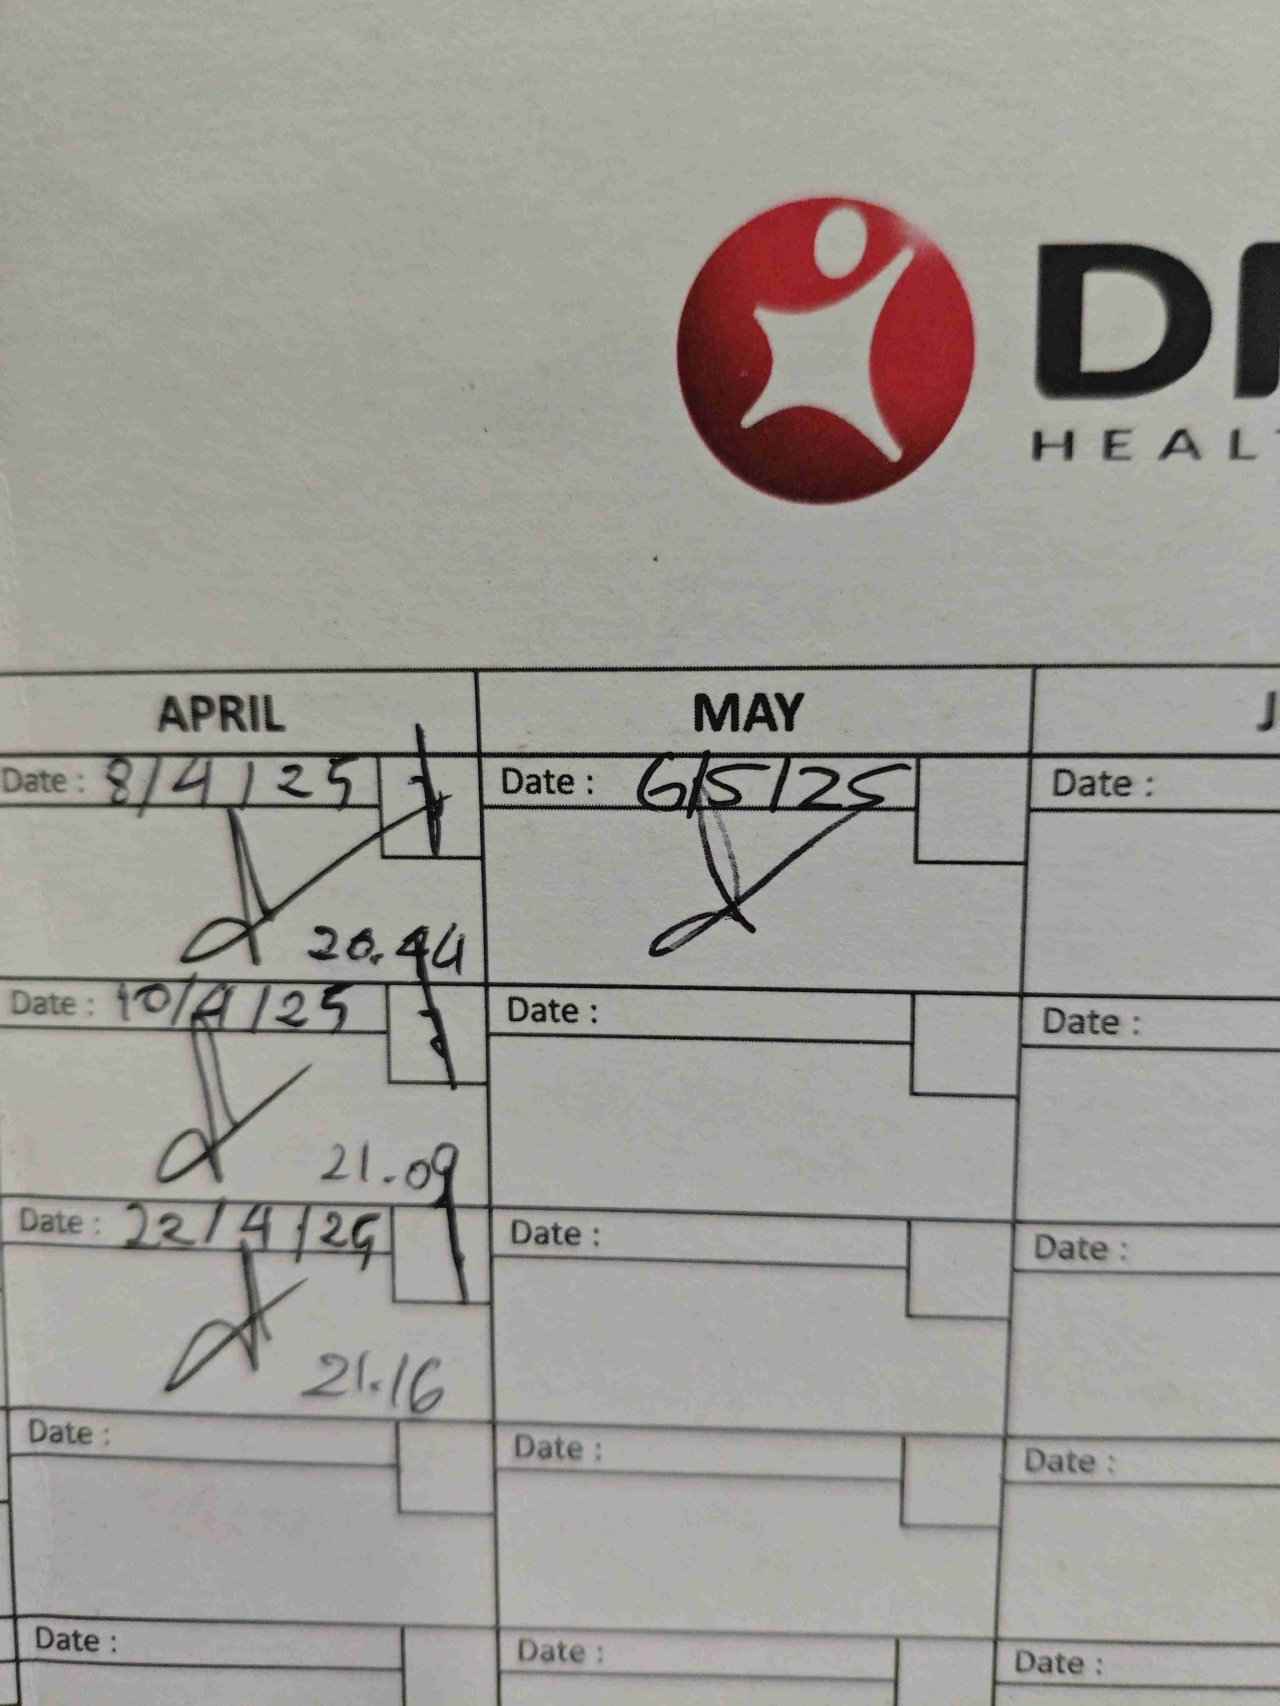 DI
HEAL
APRIL MAY J
Date : 8/4/25 Date : 6/5/25 Date :
20.44
Date : 10/4/25 Date : Date :
21.09
Date : 22/4/25 Date : Date :
21.16
Date : Date : Date :
Date : Date : Date :